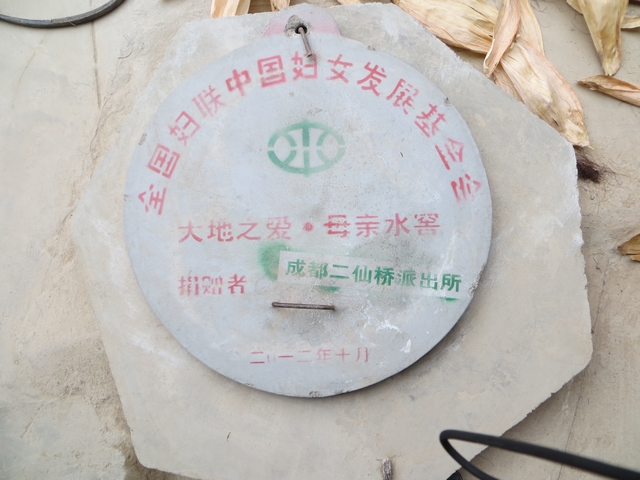 全国妇联中国妇女发展基金会
大地之爱·母亲水窖
捐赠者 成都二仙桥派出所
二〇一二年十月